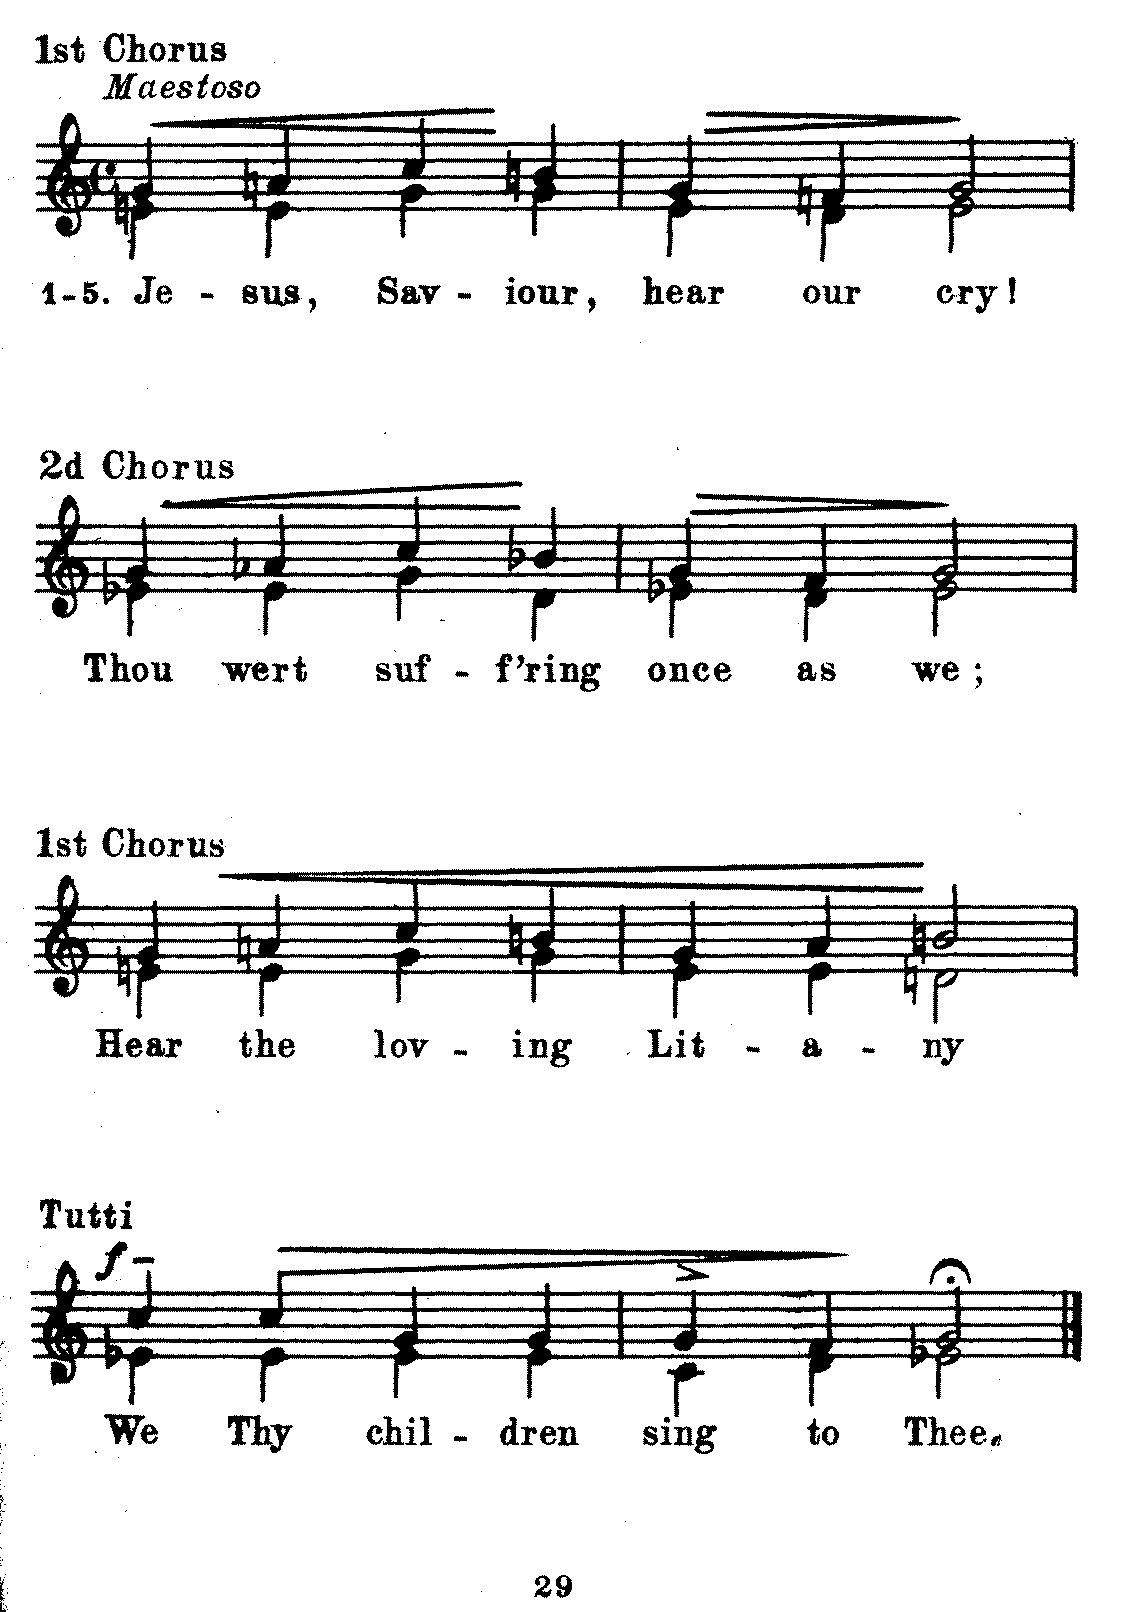 1st Chorus
Maestoso
1-5. Je - sus, Sav - iour, hear our cry!
2d Chorus
Thou wert suf - f'ring once as we;
1st Chorus
Hear the lov - ing Lit - a - ny
Tutti
f
We Thy chil - dren sing to Thee.
29